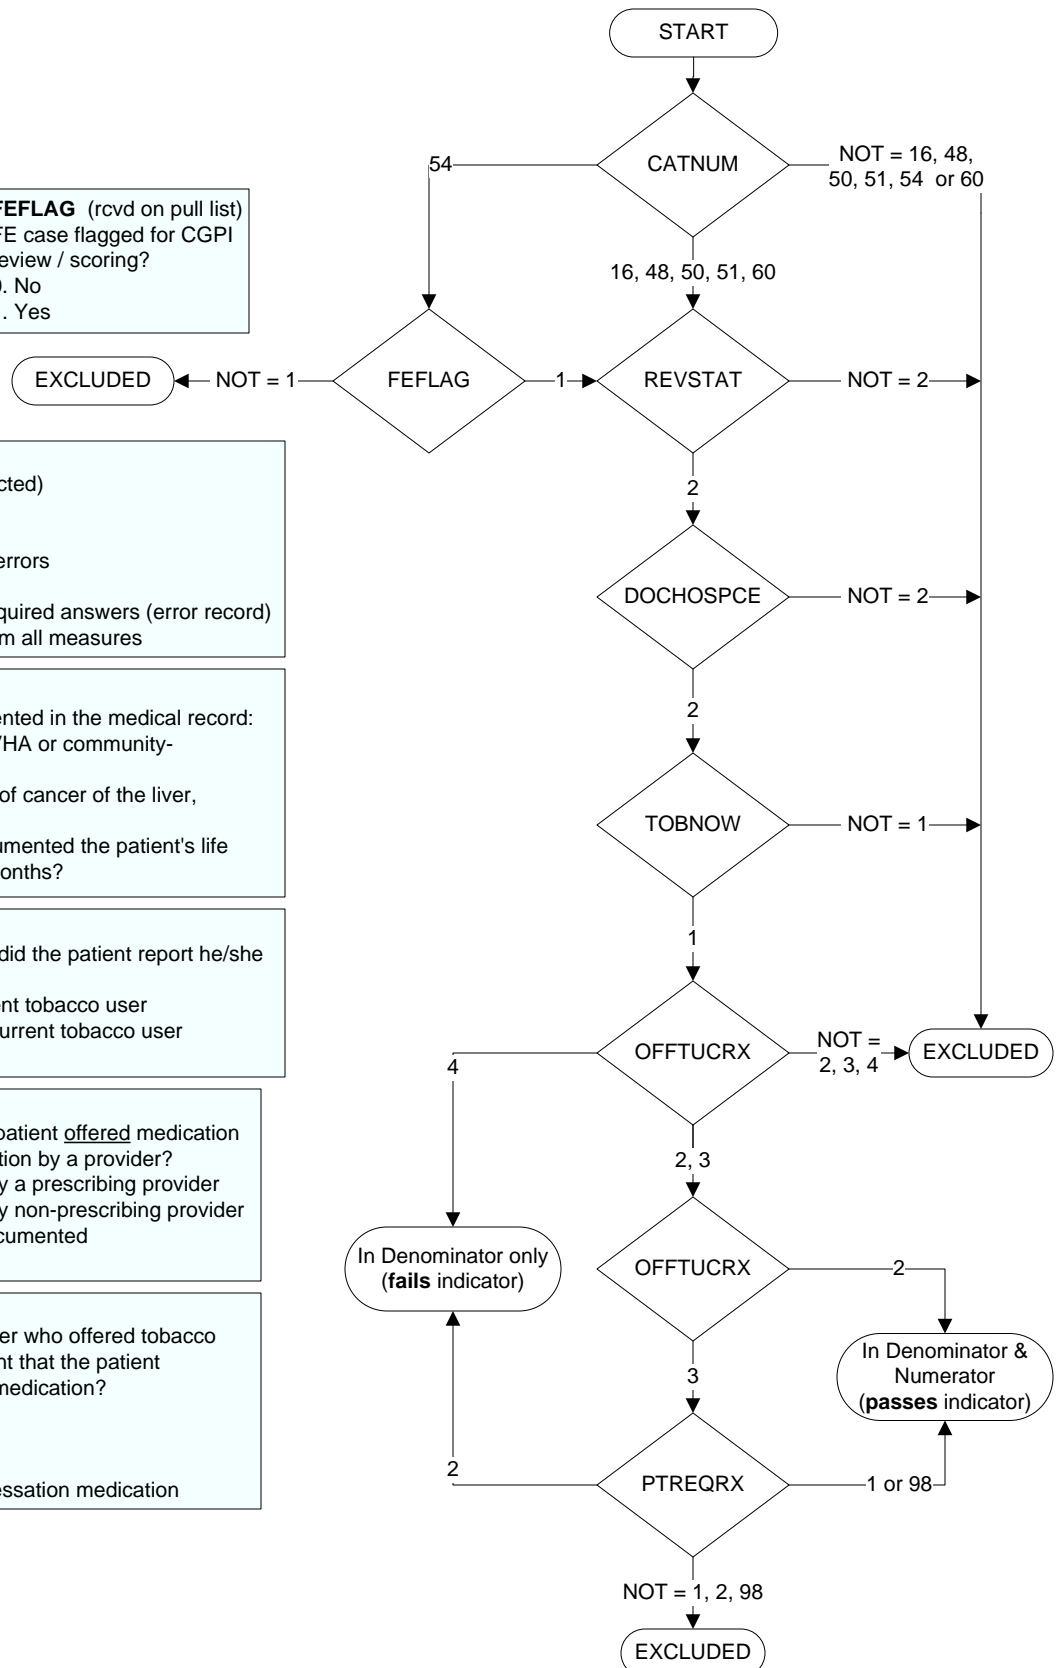 START
CATNUM
54
NOT = 16, 48,
50, 51, 54 or 60
16, 48, 50, 51, 60
FEFLAG (rcvd on pull list)
FE case flagged for CGPI
review / scoring?
0. No
1. Yes
EXCLUDED
NOT = 1
FEFLAG
1
REVSTAT
NOT = 2
2
cted)
errors
quired answers (error record)
m all measures
DOCHOSPCE
NOT = 2
2
ented in the medical record:
VHA or community-
of cancer of the liver,
umented the patient's life
onths?
TOBNOW
NOT = 1
1
did the patient report he/she
ent tobacco user
urrent tobacco user
OFFTUCRX
NOT =
2, 3, 4
EXCLUDED
4
2, 3
patient offered medication
tion by a provider?
y a prescribing provider
y non-prescribing provider
cumented
In Denominator only
(fails indicator)
OFFTUCRX
2
3
In Denominator &
Numerator
(passes indicator)
er who offered tobacco
nt that the patient
medication?
essation medication
2
PTREQRX
1 or 98
NOT = 1, 2, 98
EXCLUDED